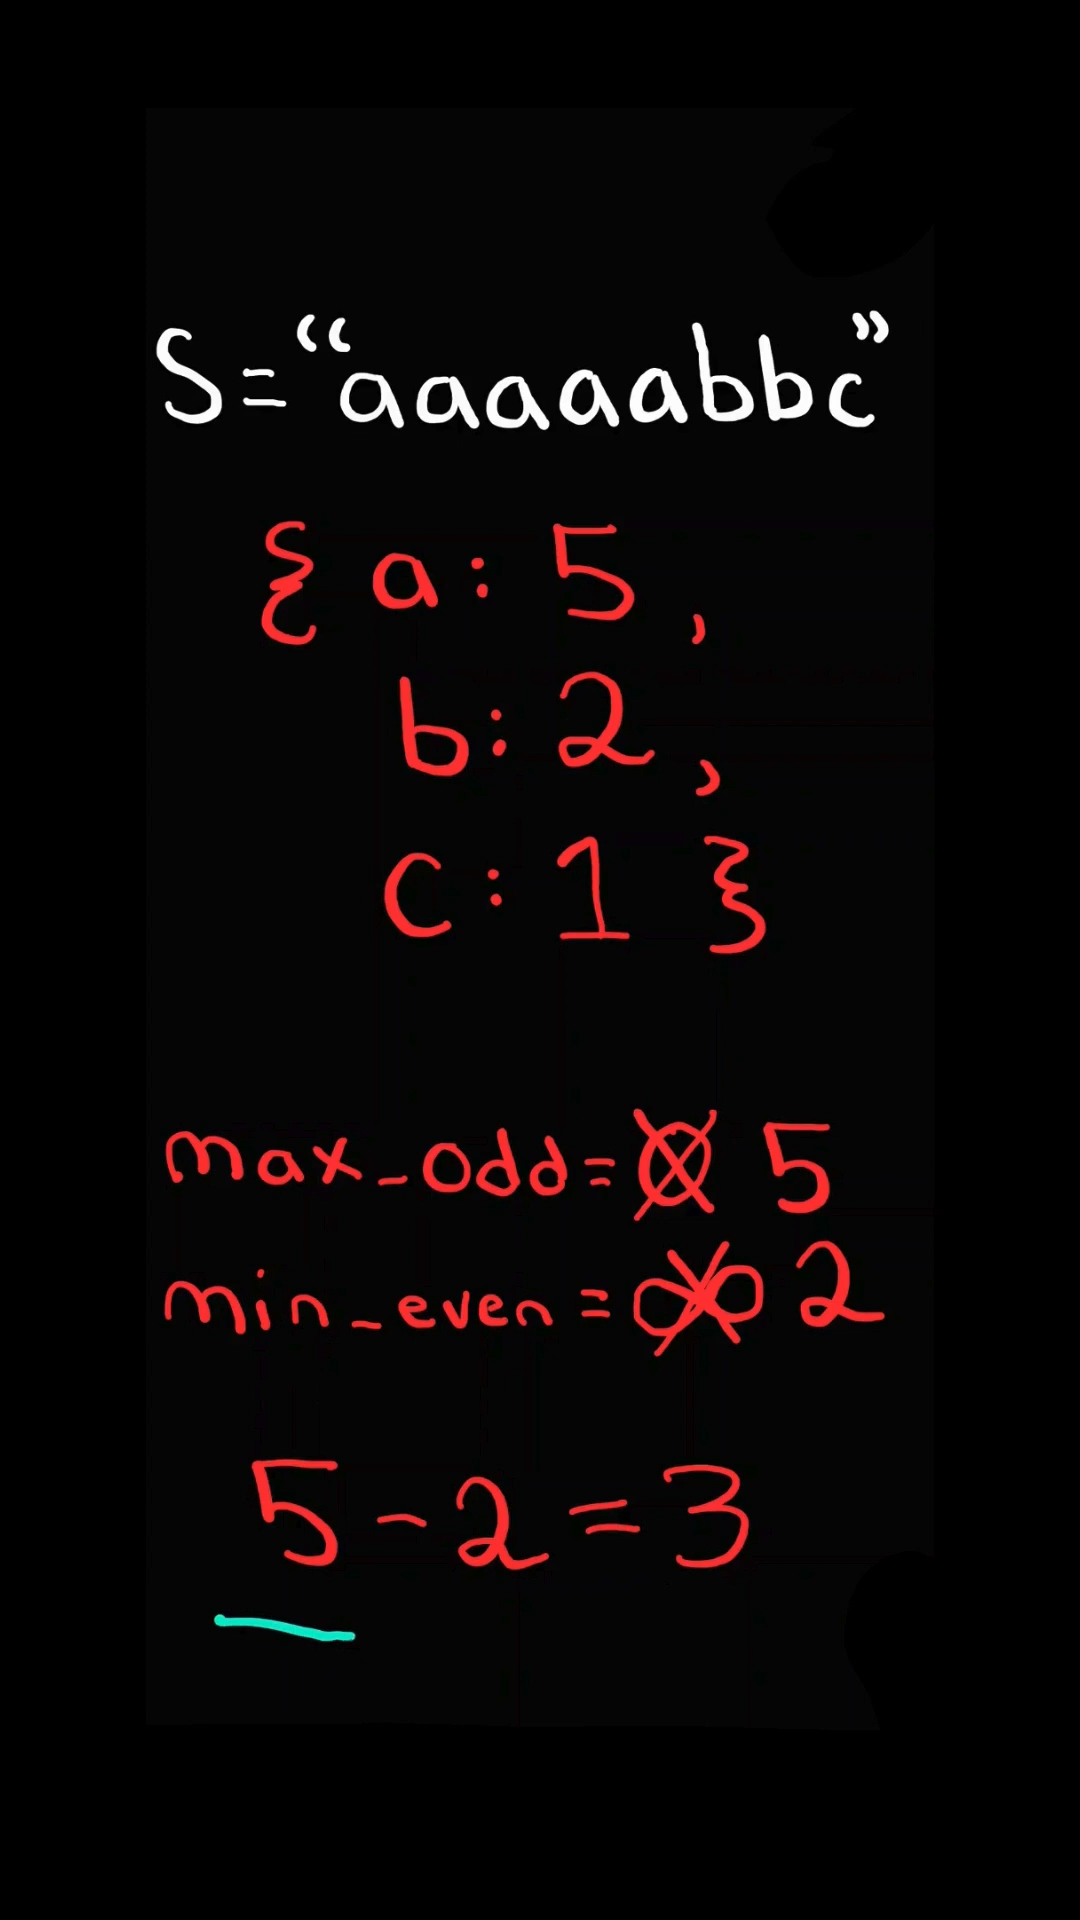 S="aaaaabbc"
{ a: 5,
b: 2,
c: 1 }
max_odd=0 5
min_even=∞ 2
5-2=3